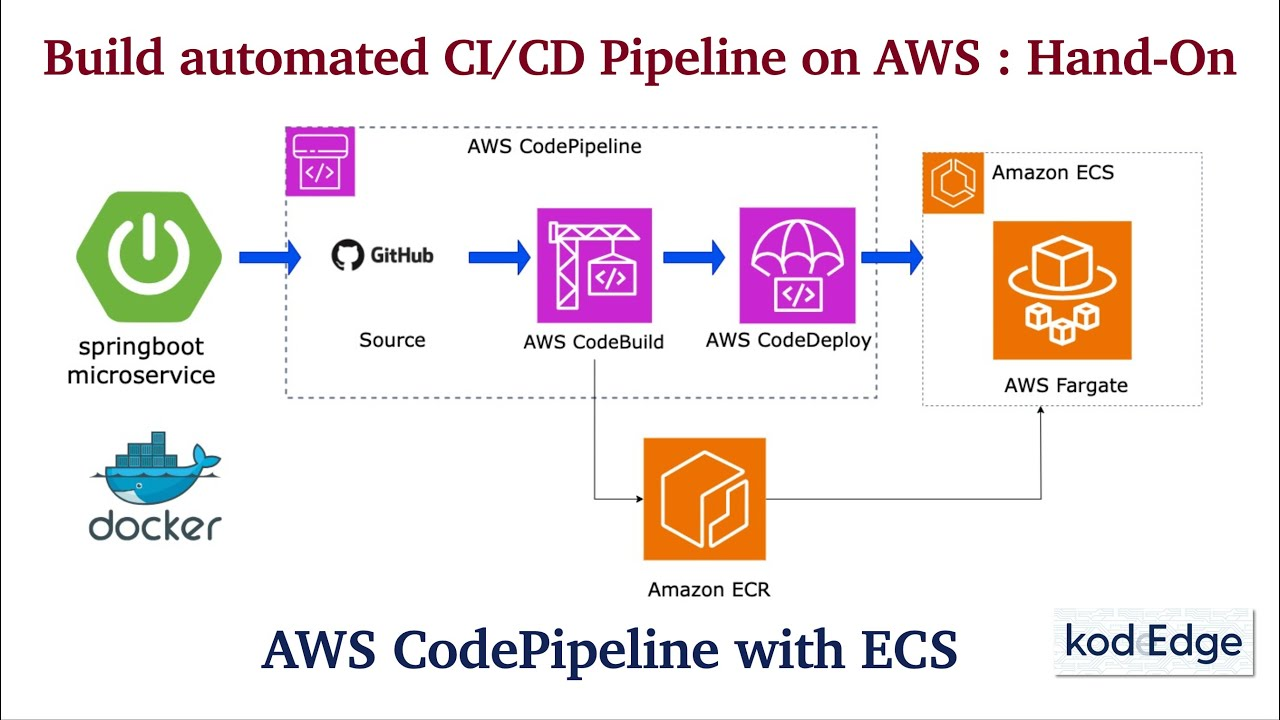 Build automated CI/CD Pipeline on AWS : Hand-On
AWS CodePipeline
Amazon ECS
GitHub
springboot
microservice
Source
AWS CodeBuild
AWS CodeDeploy
AWS Fargate
docker
Amazon ECR
AWS CodePipeline with ECS
kodeEdge